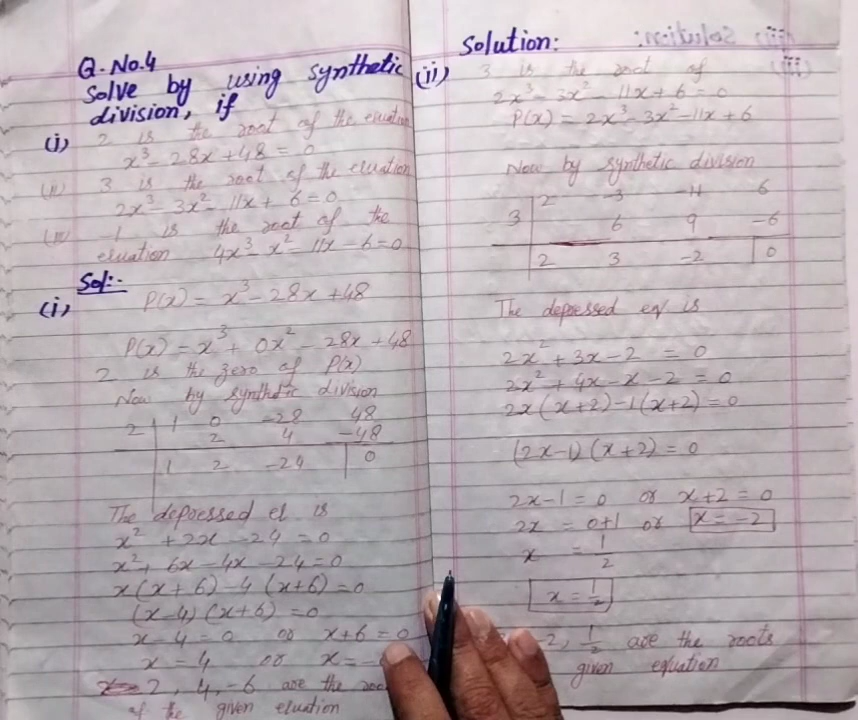 Q.No.4
Solve by using synthetic
division, if
(i) 2 is the root of the equation
x³ - 28x + 48 = 0
(ii) 3 is the root of the equation
2x³ - 3x² - 11x + 6 = 0
(iii) -1 is the root of the
equation 4x³ - x² - 11x - 6 = 0
Sol:-
(i) P(x) = x³ - 28x + 48
P(x) = x³ + 0x² - 28x + 48
2 is the zero of P(x)
Now by synthetic division
2 | 1 0 -28 48
2 4 -48
1 2 -24 | 0
The depressed eq is
x² + 2x - 24 = 0
x² + 6x - 4x - 24 = 0
x(x+6) - 4(x+6) = 0
(x-4)(x+6) = 0
x - 4 = 0 or x + 6 = 0
x = 4 or x = -
2, 4, -6 are the
of the given equation
Solution:
(ii) 3 is the root of
2x³ - 3x² - 11x + 6 = 0
P(x) = 2x³ - 3x² - 11x + 6
Now by synthetic division
3 | 2 -3 -11 6
6 9 -6
2 3 -2 | 0
The depressed eq is
2x² + 3x - 2 = 0
2x² + 4x - x - 2 = 0
2x(x+2) - 1(x+2) = 0
(2x-1)(x+2) = 0
2x - 1 = 0 or x + 2 = 0
2x = 0+1 or x = -2
x = 1/2
x = 1/2
-2, 1/2 are the roots
given equation